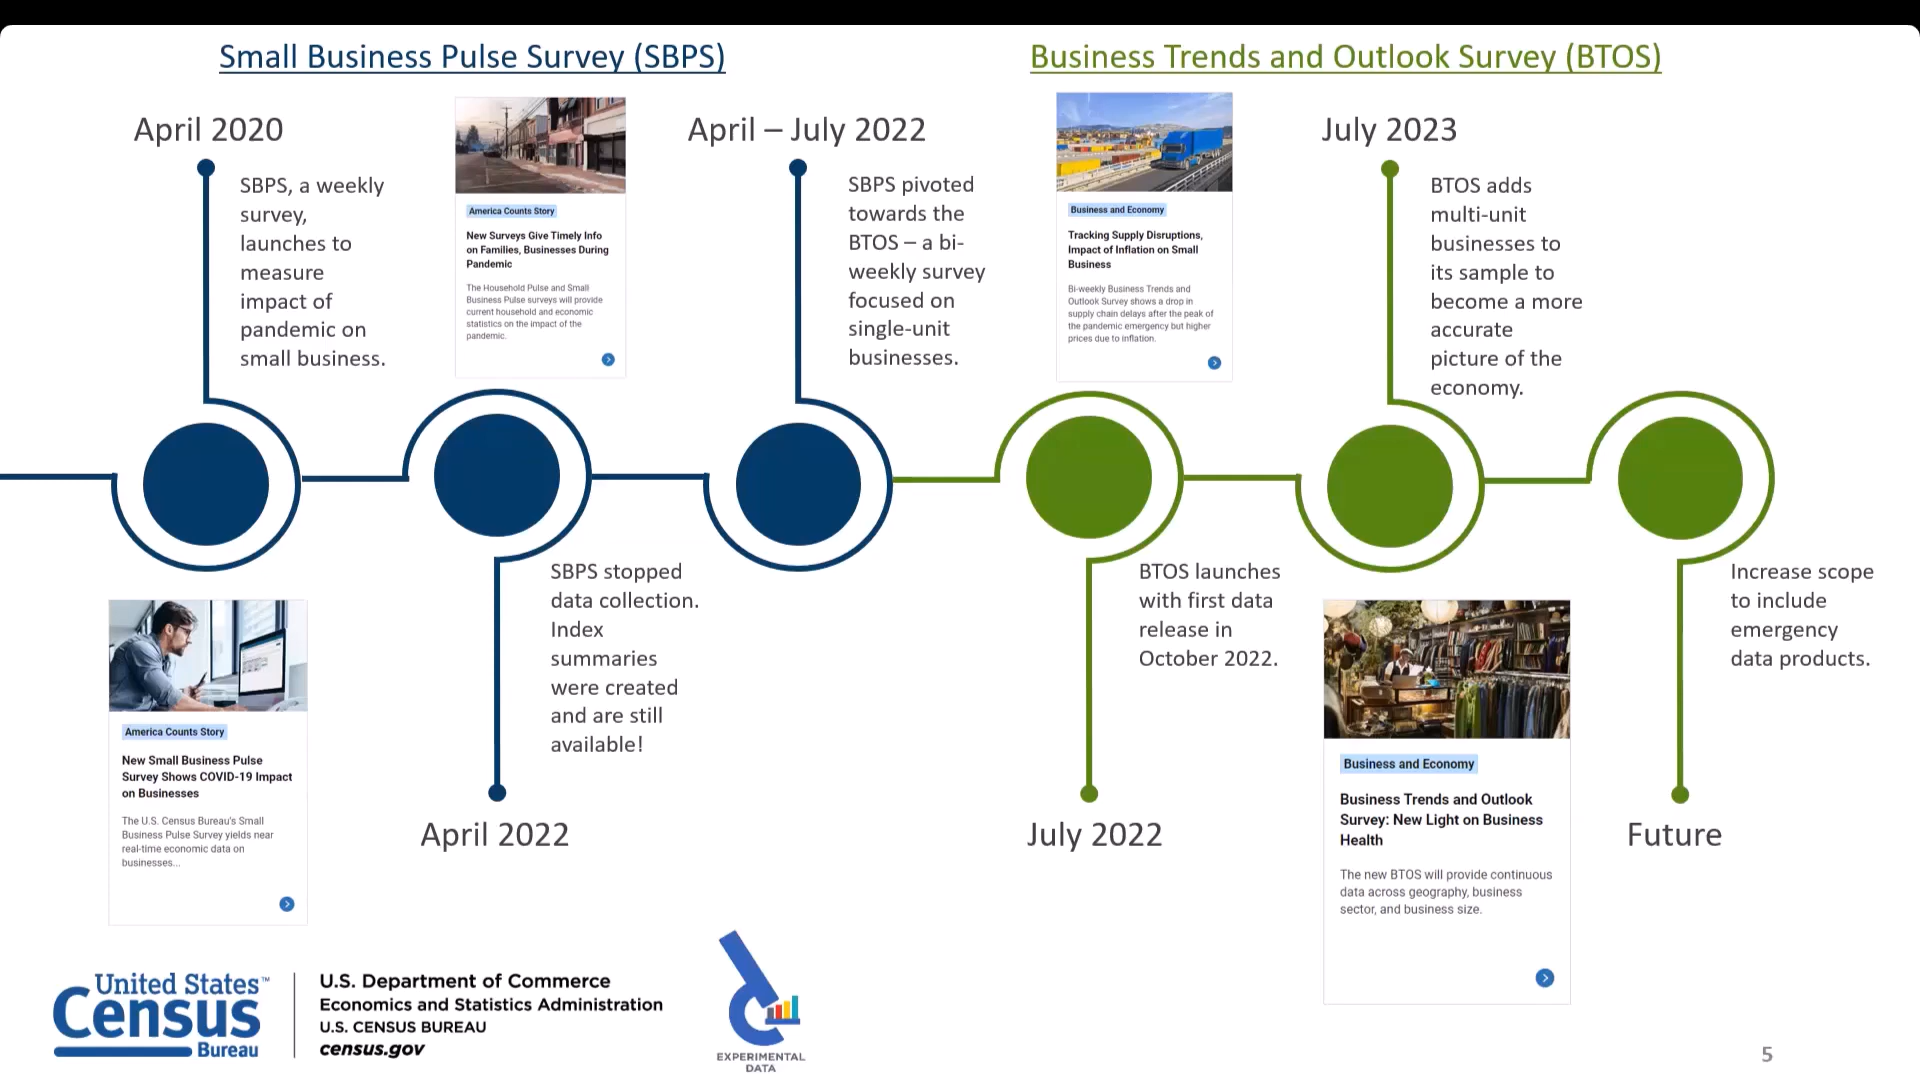 Small Business Pulse Survey (SBPS)
Business Trends and Outlook Survey (BTOS)
April 2020
SBPS, a weekly
survey,
launches to
measure
impact of
pandemic on
small business.
America Counts Story
New Surveys Give Timely Info
on Families, Businesses During
Pandemic
The Household Pulse and Small
Business Pulse surveys will provide
current household and economic
statistics on the impact of the
pandemic.
April – July 2022
SBPS pivoted
towards the
BTOS – a bi-
weekly survey
focused on
single-unit
businesses.
Business and Economy
Tracking Supply Disruptions,
Impact of Inflation on Small
Business
Bi-weekly Business Trends and
Outlook Survey shows a drop in
supply chain delays after the peak of
the pandemic emergency but higher
prices due to inflation.
July 2023
BTOS adds
multi-unit
businesses to
its sample to
become a more
accurate
picture of the
economy.
America Counts Story
New Small Business Pulse
Survey Shows COVID-19 Impact
on Businesses
The U.S. Census Bureau's Small
Business Pulse Survey yields near
real-time economic data on
businesses...
SBPS stopped
data collection.
Index
summaries
were created
and are still
available!
April 2022
BTOS launches
with first data
release in
October 2022.
July 2022
Business and Economy
Business Trends and Outlook
Survey: New Light on Business
Health
The new BTOS will provide continuous
data across geography, business
sector, and business size.
Increase scope
to include
emergency
data products.
Future
United States™
Census
Bureau
U.S. Department of Commerce
Economics and Statistics Administration
U.S. CENSUS BUREAU
census.gov
EXPERIMENTAL
DATA
5